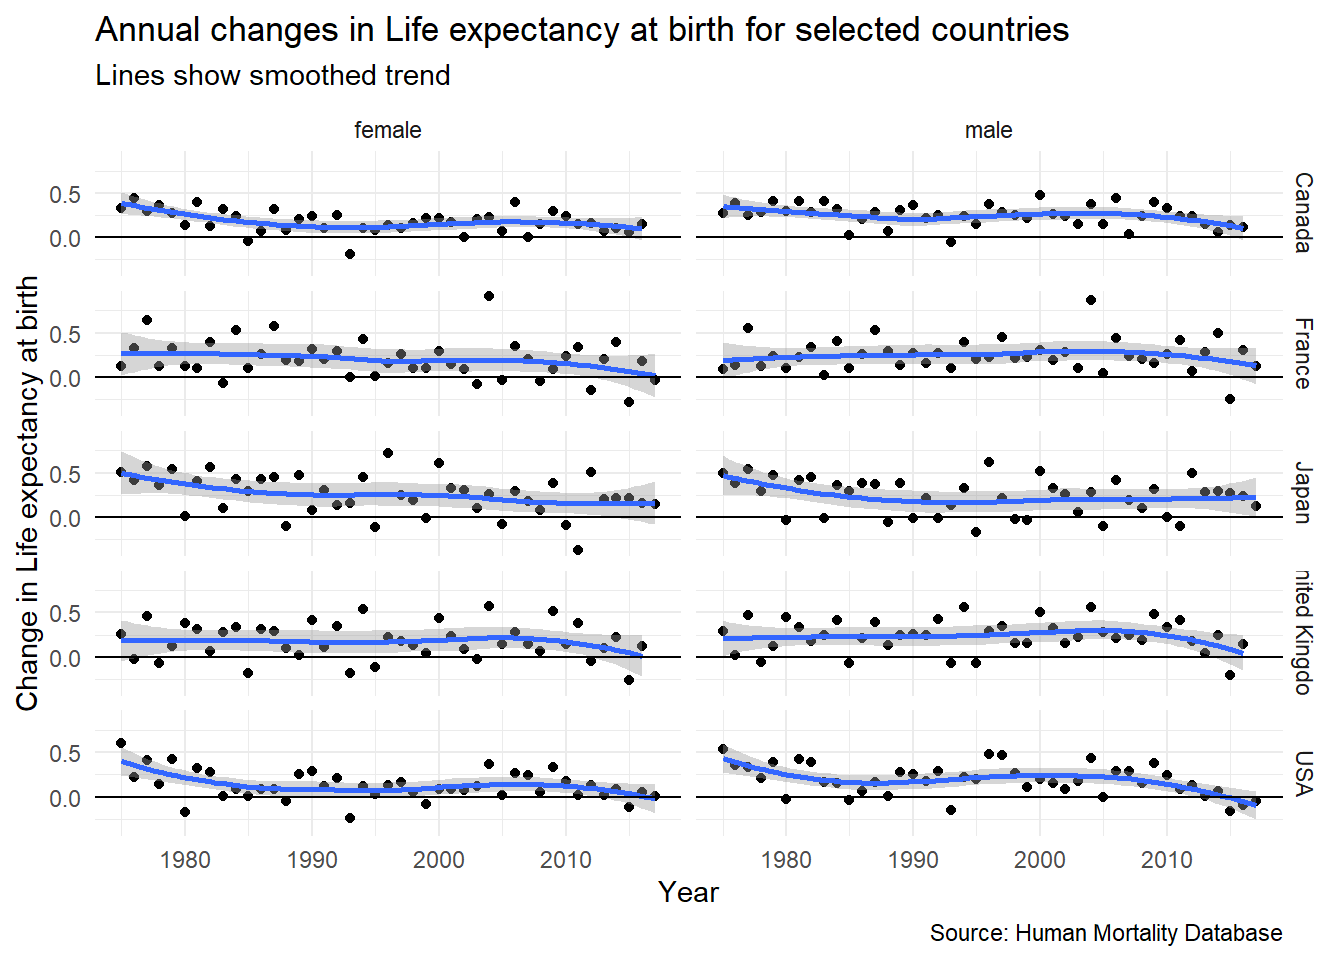 Annual changes in Life expectancy at birth for selected countries
Lines show smoothed trend
female
male
Change in Life expectancy at birth
0.5
0.0
Canada
0.5
0.0
France
0.5
0.0
Japan
0.5
0.0
nited Kingdo
0.5
0.0
USA
1980
1990
2000
2010
1980
1990
2000
2010
Year
Source: Human Mortality Database